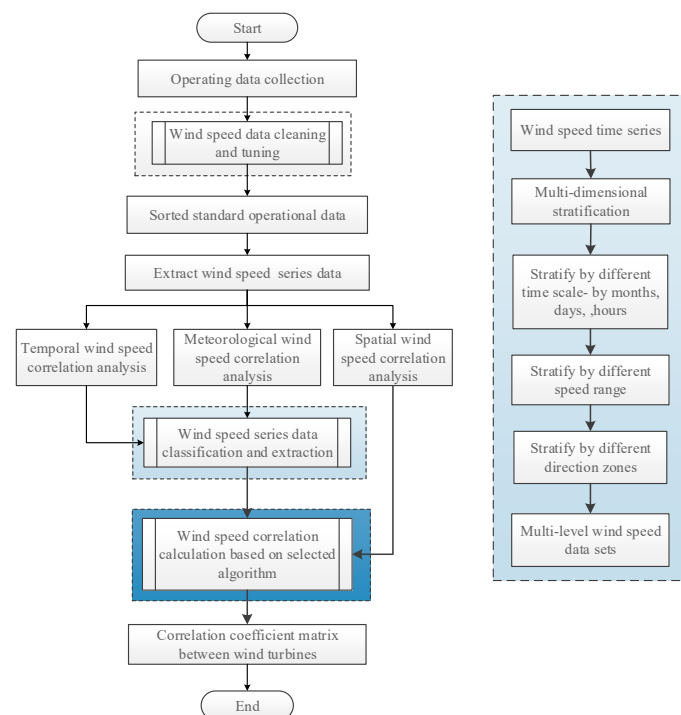 Start
Operating data collection
Wind speed data cleaning
and tuning
Sorted standard operational data
Extract wind speed series data
Temporal wind speed
correlation analysis
Meteorological wind
speed correlation
analysis
Spatial wind
speed correlation
analysis
Wind speed series data
classification and extraction
Wind speed correlation
calculation based on selected
algorithm
Correlation coefficient matrix
between wind turbines
End
Wind speed time series
Multi-dimensional
stratification
Stratify by different
time scale- by months,
days, ,hours
Stratify by different
speed range
Stratify by different
direction zones
Multi-level wind speed
data sets